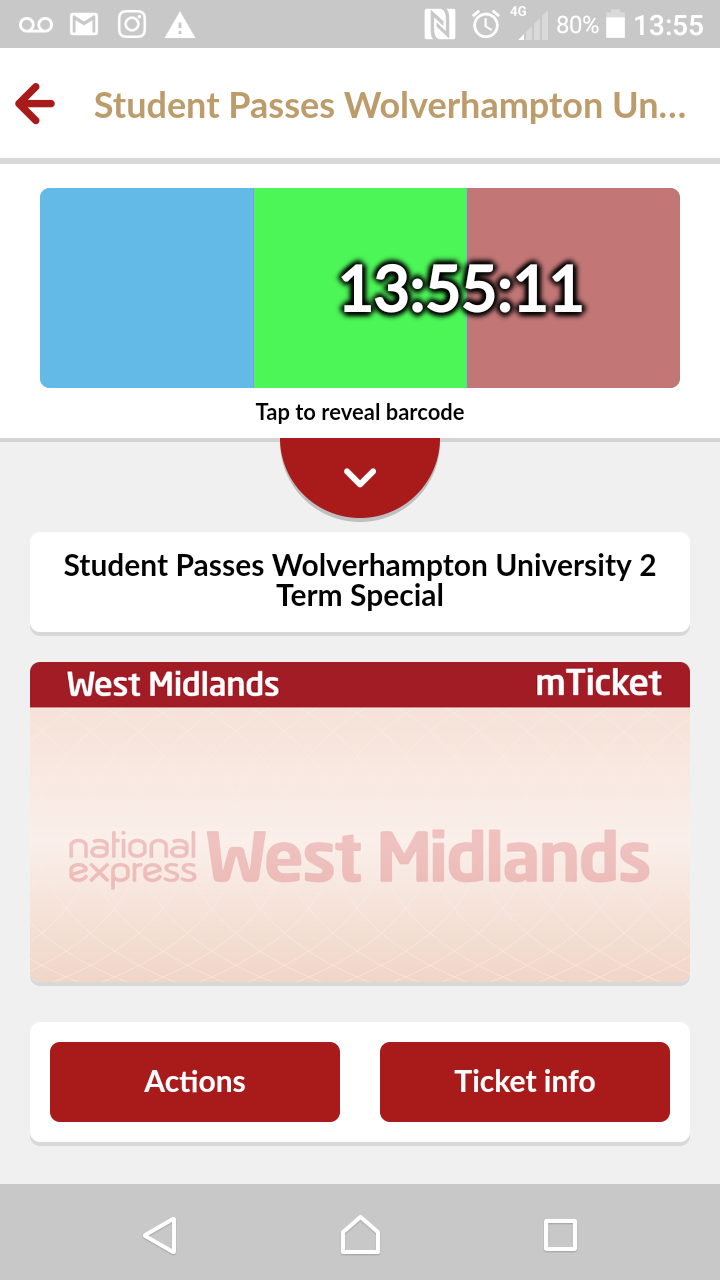 4G 80% 13:55
Student Passes Wolverhampton Un...
13:55:11
Tap to reveal barcode
Student Passes Wolverhampton University 2
Term Special
West Midlands mTicket
national
express West Midlands
Actions Ticket info